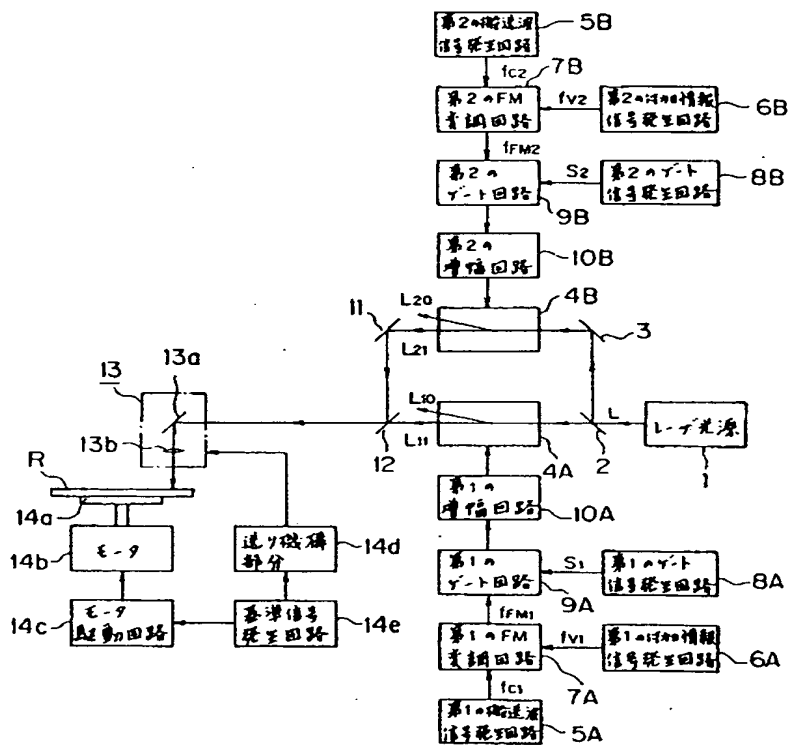 第2の搬送波
信号発生回路
5B
fC2
7B
第2のFM
変調回路
fV2
第2の付加情報
信号発生回路
6B
fFM2
第2の
ゲート回路
S2
第2のゲート
信号発生回路
8B
9B
第2の
増幅回路
10B
4B
11
L20
L21
3
13
13a
13b
L10
L11
12
4A
2
L
レーザ光源
1
R
14a
14b
モータ
送り機構
部分
14d
第1の
増幅回路
10A
14c
モータ
駆動回路
基準信号
発生回路
14e
第1の
ゲート回路
S1
第1のゲート
信号発生回路
8A
9A
fFM1
第1のFM
変調回路
fV1
第1の付加情報
信号発生回路
6A
7A
fC1
第1の搬送波
信号発生回路
5A